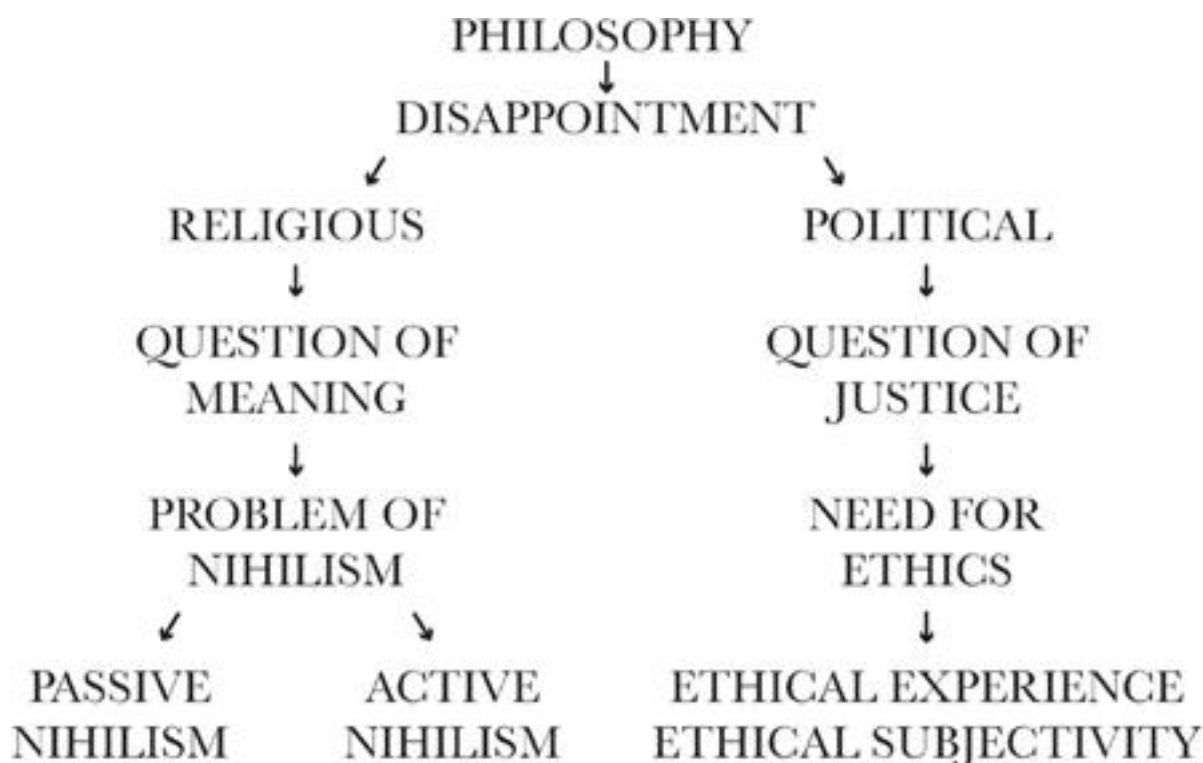 PHILOSOPHY
DISAPPOINTMENT
RELIGIOUS
POLITICAL
QUESTION OF
MEANING
QUESTION OF
JUSTICE
PROBLEM OF
NIHILISM
NEED FOR
ETHICS
PASSIVE
NIHILISM
ACTIVE
NIHILISM
ETHICAL EXPERIENCE
ETHICAL SUBJECTIVITY